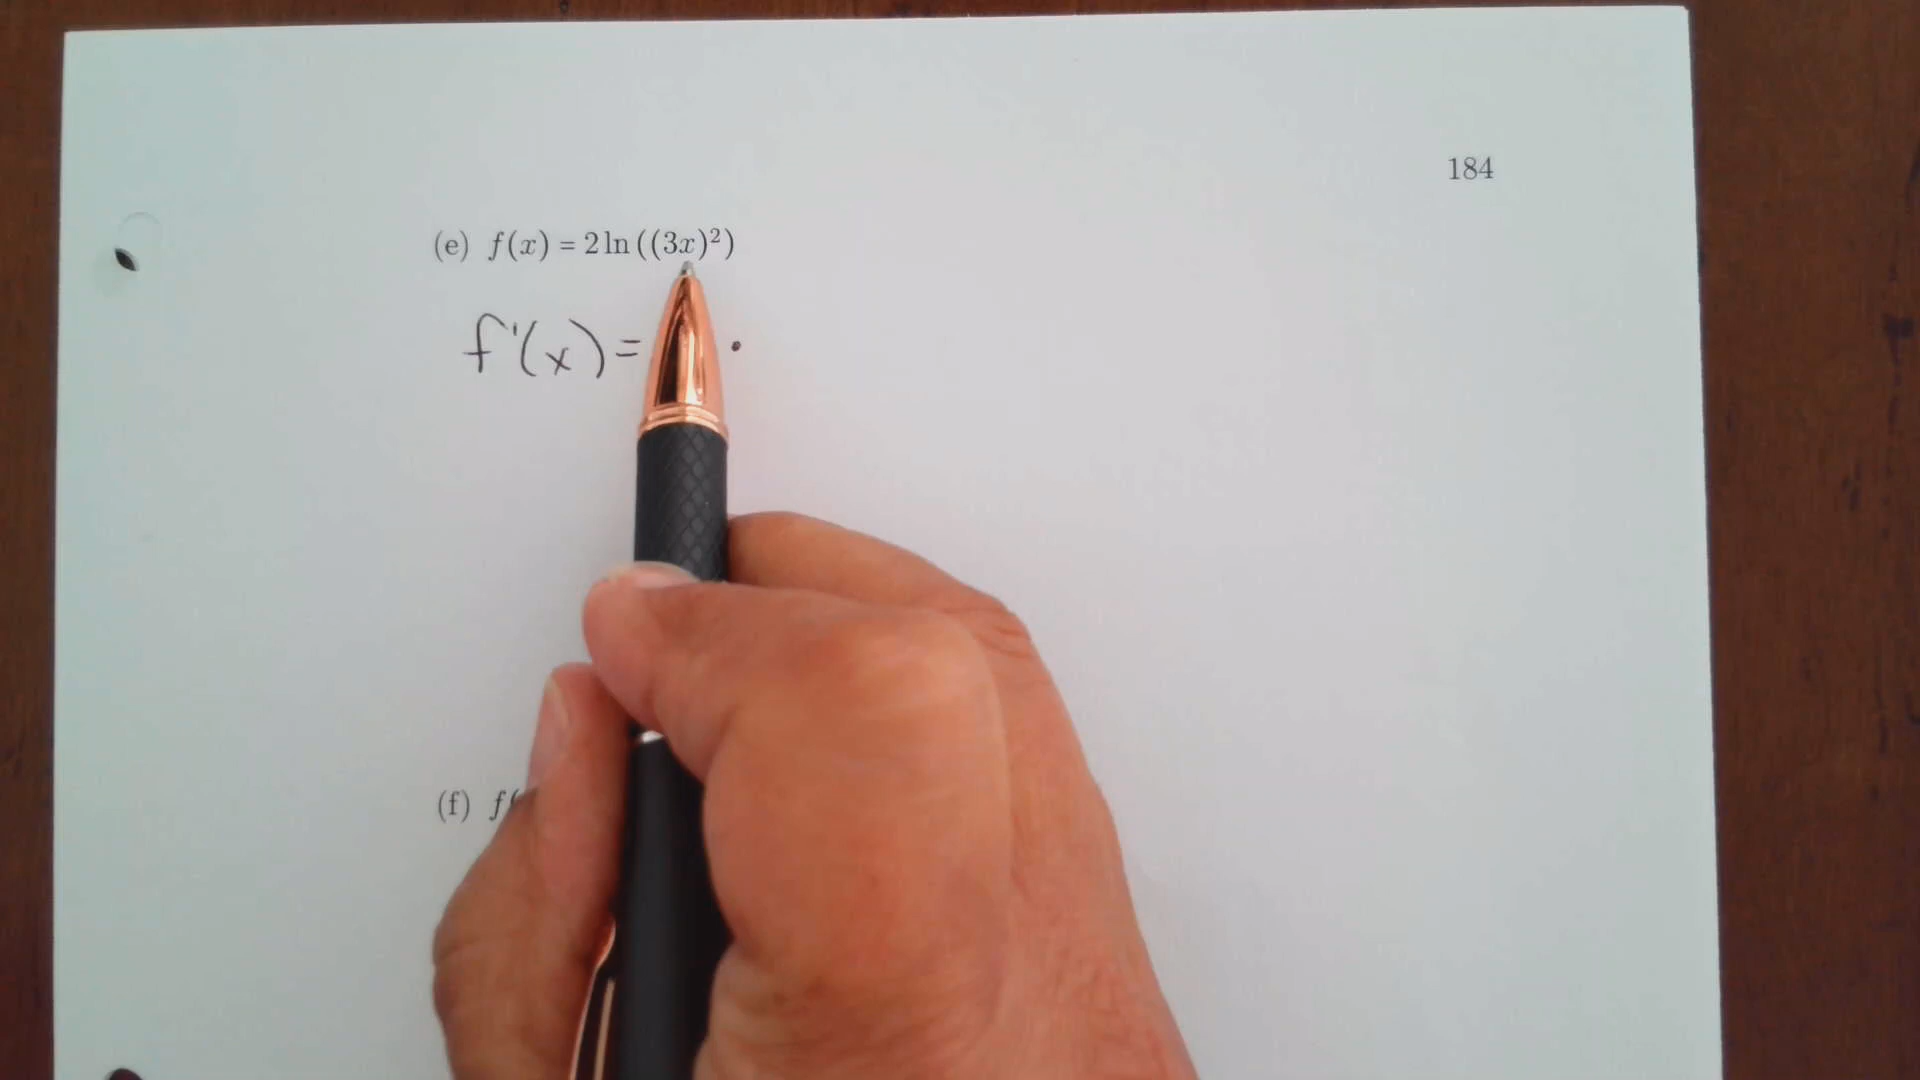 184
(e) f(x) = 2 ln ((3x)²)
f'(x) = ·
(f) f(